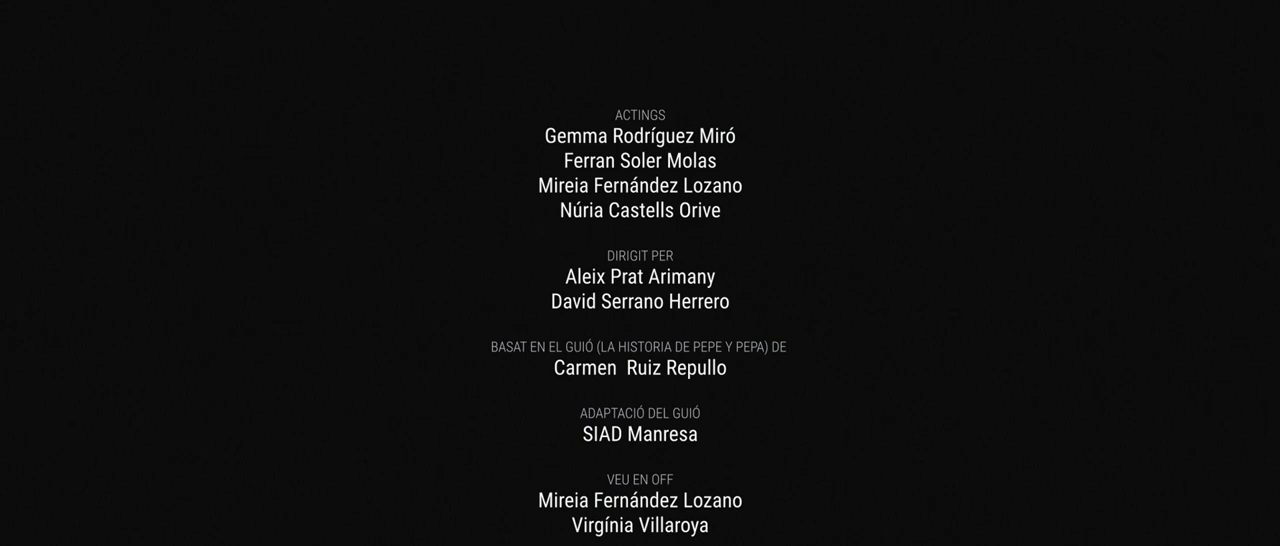 ACTINGS
Gemma Rodríguez Miró
Ferran Soler Molas
Mireia Fernández Lozano
Núria Castells Orive
DIRIGIT PER
Aleix Prat Arimany
David Serrano Herrero
BASAT EN EL GUIÓ (LA HISTORIA DE PEPE Y PEPA) DE
Carmen  Ruiz Repullo
ADAPTACIÓ DEL GUIÓ
SIAD Manresa
VEU EN OFF
Mireia Fernández Lozano
Virgínia Villaroya